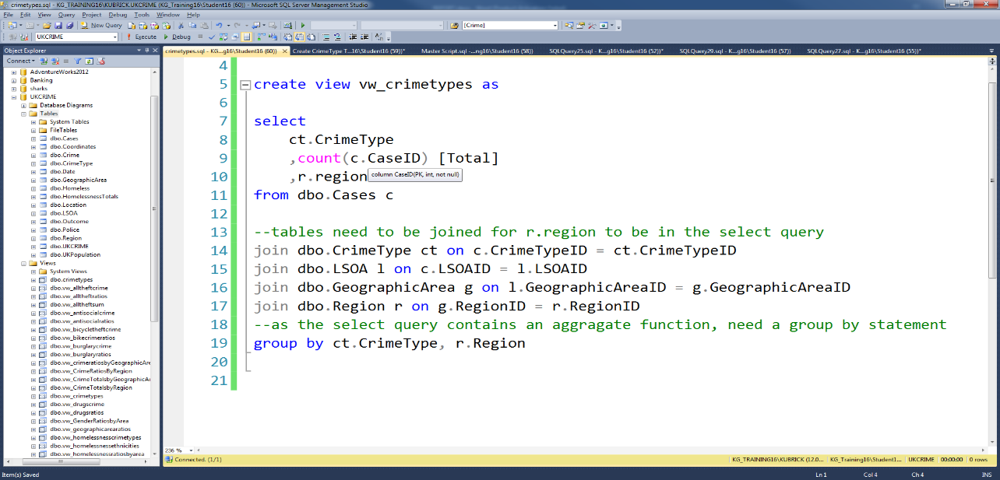 crimetypes.sql - KG_TRAINING16\KUBRICK.UKCRIME (KG_Training16\Student16 (60)) - Microsoft SQL Server Management Studio
File Edit View Query Project Debug Tools Window Help
New Query [Crime]
UKCRIME Execute Debug
Object Explorer
Connect
AdventureWorks2012
Banking
sharks
UKCRIME
Database Diagrams
Tables
System Tables
FileTables
dbo.Cases
dbo.Coordinates
dbo.Crime
dbo.CrimeType
dbo.Date
dbo.GeographicArea
dbo.Homeless
dbo.HomelessnessTotals
dbo.Location
dbo.LSOA
dbo.Outcome
dbo.Police
dbo.Region
dbo.UKCRIME
dbo.UKPopulation
Views
System Views
dbo.crimetypes
dbo.vw_alltheftcrime
dbo.vw_alltheftratios
dbo.vw_alltheftsum
dbo.vw_antisocialcrime
dbo.vw_antisocialratios
dbo.vw_bicycletheftcrime
dbo.vw_bikecrimeratios
dbo.vw_burglarycrime
dbo.vw_burglaryratios
dbo.vw_crimeratiosbyGeographicAre
dbo.vw_CrimeRatiosByRegion
dbo.vw_CrimeTotalsbyGeographicA
dbo.vw_CrimeTotalsbyRegion
dbo.vw_crimetypes
dbo.vw_drugscrime
dbo.vw_drugsratios
dbo.vw_GenderRatiosbyArea
dbo.vw_geographicarearatios
dbo.vw_homelessnesscrimetypes
dbo.vw_homelessnessethnicities
dbo.vw_homelessnessratiosbyarea
crimetypes.sql - KG...g16\Student16 (60)) Create CrimeType T...16\Student16 (59))* Master Script.sql -...ng16\Student16 (58)) SQLQuery25.sql - K...g16\Student16 (52))* SQLQuery29.sql - K...g16\Student16 (57)) SQLQuery27.sql - K...g16\Student16 (55))*
4
5 create view vw_crimetypes as
6
7 select
8 ct.CrimeType
9 ,count(c.CaseID) [Total]
10 ,r.region column CaseID(PK, int, not null)
11 from dbo.Cases c
12
13 --tables need to be joined for r.region to be in the select query
14 join dbo.CrimeType ct on c.CrimeTypeID = ct.CrimeTypeID
15 join dbo.LSOA l on c.LSOAID = l.LSOAID
16 join dbo.GeographicArea g on l.GeographicAreaID = g.GeographicAreaID
17 join dbo.Region r on g.RegionID = r.RegionID
18 --as the select query contains an aggragate function, need a group by statement
19 group by ct.CrimeType, r.Region
20
21
236 %
Connected. (1/1) KG_TRAINING16\KUBRICK (12.0... KG_Training16\Student1... UKCRIME 00:00:00 0 rows
Item(s) Saved Ln 1 Col 4 Ch 4 INS